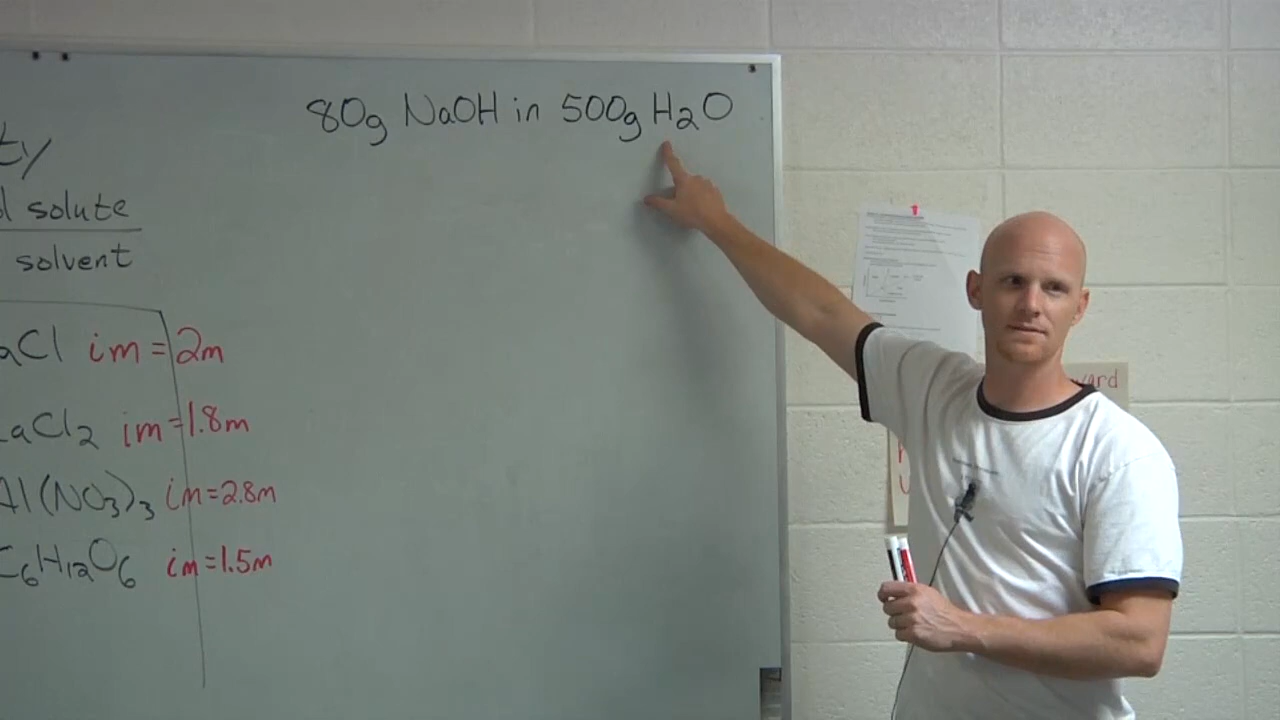 80g NaOH in 500g H2O
ty
l solute
solvent
aCl im = 2m
aCl2 im = 1.8m
Al(NO3)3 im = 2.8m
C6H12O6 im = 1.5m
ard